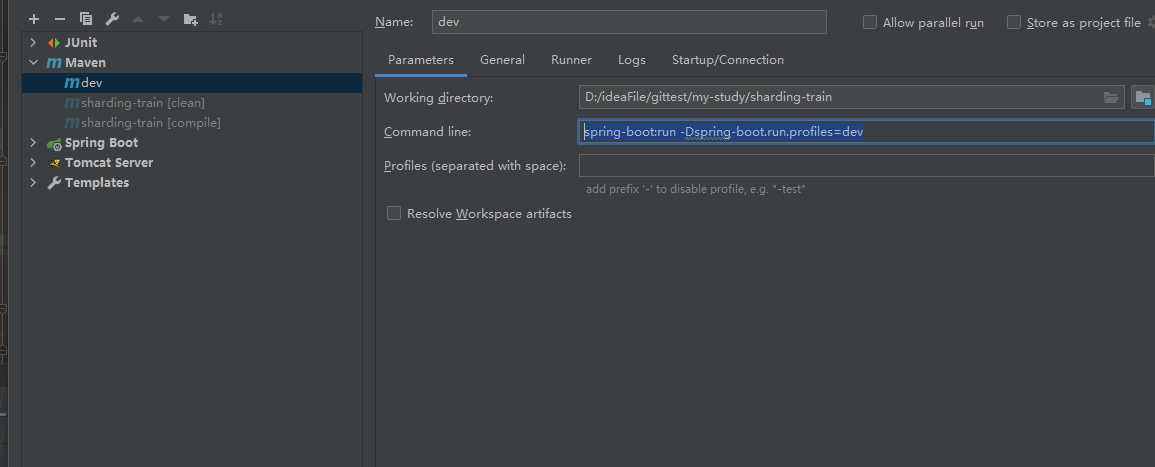 Name: dev Allow parallel run Store as project file
JUnit
Maven
dev
sharding-train [clean]
sharding-train [compile]
Spring Boot
Tomcat Server
Templates
Parameters General Runner Logs Startup/Connection
Working directory: D:/ideaFile/gittest/my-study/sharding-train
Command line: spring-boot:run -Dspring-boot.run.profiles=dev
Profiles (separated with space):
add prefix '-' to disable profile, e.g. "-test"
Resolve Workspace artifacts